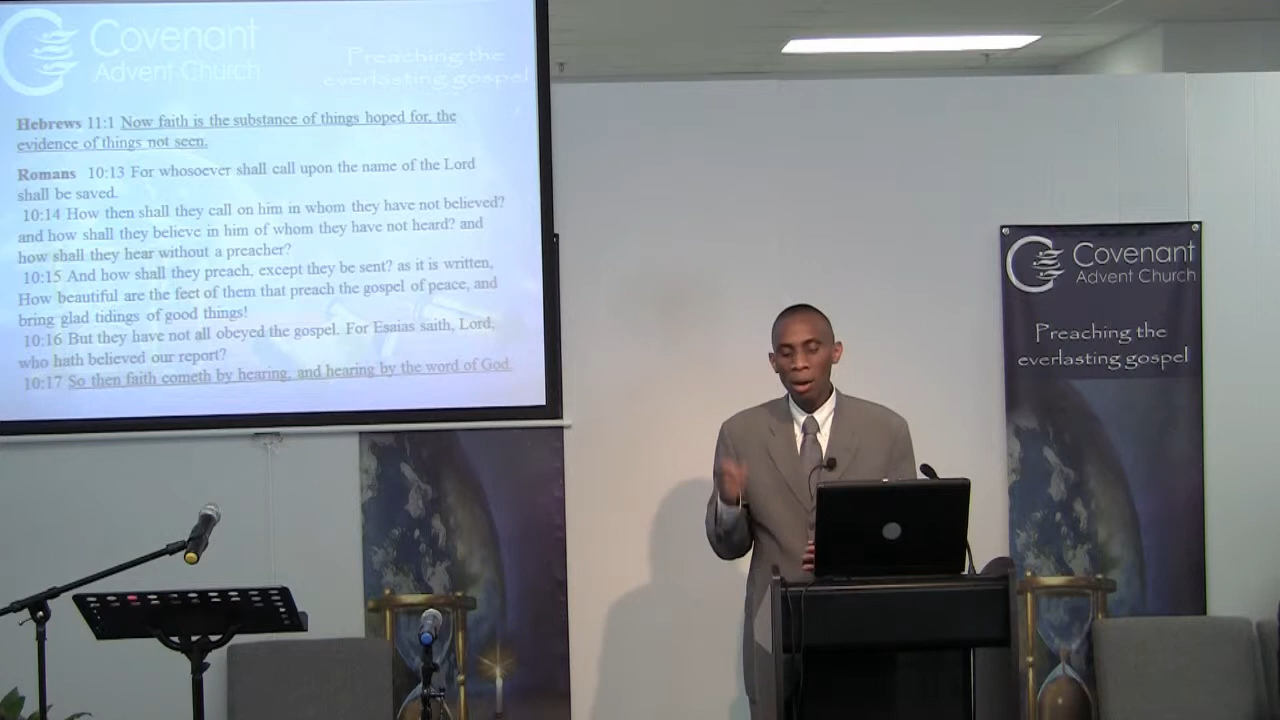 Covenant
Advent Church
Preaching the
everlasting gospel
Hebrews 11:1 Now faith is the substance of things hoped for, the
evidence of things not seen.
Romans 10:13 For whosoever shall call upon the name of the Lord
shall be saved.
10:14 How then shall they call on him in whom they have not believed?
and how shall they believe in him of whom they have not heard? and
how shall they hear without a preacher?
10:15 And how shall they preach, except they be sent? as it is written,
How beautiful are the feet of them that preach the gospel of peace, and
bring glad tidings of good things!
10:16 But they have not all obeyed the gospel. For Esaias saith, Lord,
who hath believed our report?
10:17 So then faith cometh by hearing, and hearing by the word of God.
Covenant
Advent Church
Preaching the
everlasting gospel